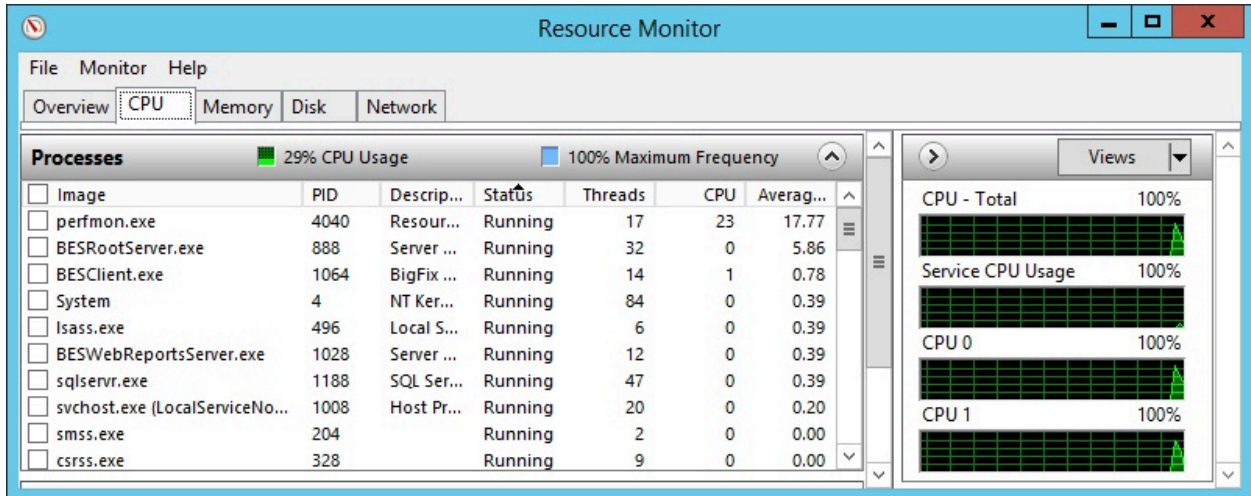 Resource Monitor
File Monitor Help
Overview CPU Memory Disk Network
Processes 29% CPU Usage 100% Maximum Frequency
Image PID Descrip... Status Threads CPU Averag...
perfmon.exe 4040 Resour... Running 17 23 17.77
BESRootServer.exe 888 Server ... Running 32 0 5.86
BESClient.exe 1064 BigFix ... Running 14 1 0.78
System 4 NT Ker... Running 84 0 0.39
lsass.exe 496 Local S... Running 6 0 0.39
BESWebReportsServer.exe 1028 Server ... Running 12 0 0.39
sqlservr.exe 1188 SQL Ser... Running 47 0 0.39
svchost.exe (LocalServiceNo... 1008 Host Pr... Running 20 0 0.20
smss.exe 204 Running 2 0 0.00
csrss.exe 328 Running 9 0 0.00
Views
CPU - Total 100%
Service CPU Usage 100%
CPU 0 100%
CPU 1 100%